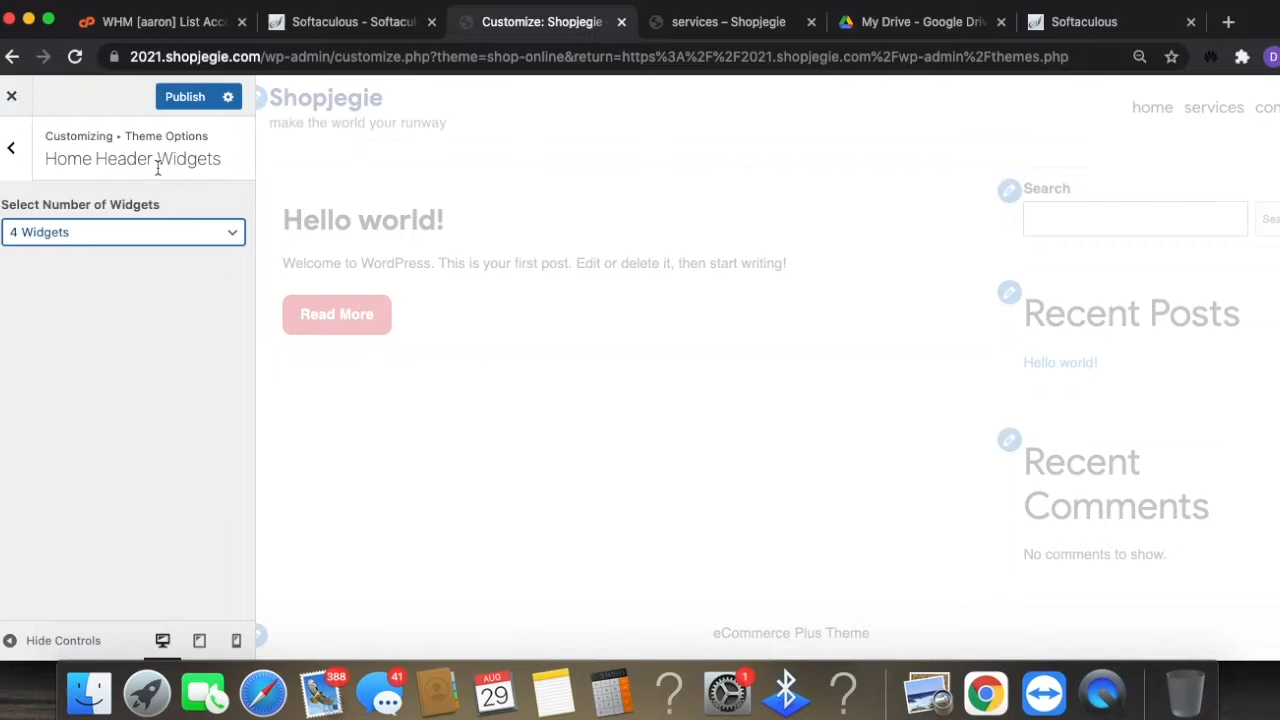 WHM [aaron] List Acco
Softaculous - Softacul
Customize: Shopjegie
services – Shopjegie
My Drive - Google Driv
Softaculous
2021.shopjegie.com/wp-admin/customize.php?theme=shop-online&return=https%3A%2F%2F2021.shopjegie.com%2Fwp-admin%2Fthemes.php
D
Publish
Customizing ▸ Theme Options
Home Header Widgets
Select Number of Widgets
4 Widgets
Hide Controls
Shopjegie
make the world your runway
home services con
Hello world!
Welcome to WordPress. This is your first post. Edit or delete it, then start writing!
Read More
Search
Sea
Recent Posts
Hello world!
Recent
Comments
No comments to show.
eCommerce Plus Theme
388
41
AUG
29
1